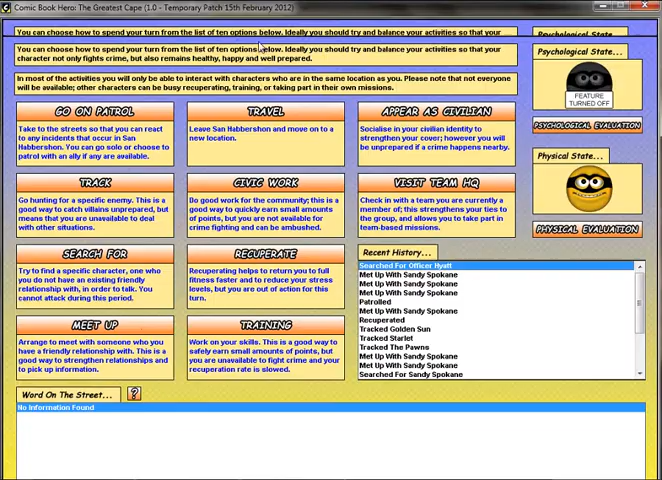 Comic Book Hero: The Greatest Cape (1.0 - Temporary Patch 15th February 2012)
You can choose how to spend your turn from the list of ten options below. Ideally you should try and balance your activities so that your
Psychological State...
You can choose how to spend your turn from the list of ten options below. Ideally you should try and balance your activities so that your
character not only fights crime, but also remains healthy, happy and well prepared.
In most of the activities you will only be able to interact with characters who are in the same location as you. Please note that not everyone
will be available; other characters can be busy recuperating, training, or taking part in their own missions.
Psychological State...
FEATURE
TURNED OFF
PSYCHOLOGICAL EVALUATION
Physical State...
PHYSICAL EVALUATION
GO ON PATROL
Take to the streets so that you can react
to any incidents that occur in San
Habbershon. You can go solo or choose to
patrol with an ally if any are available.
TRAVEL
Leave San Habbershon and move on to a
new location.
APPEAR AS CIVILIAN
Socialise in your civilian identity to
strengthen your cover; however you will
be unprepared if a crime happens nearby.
TRACK
Go hunting for a specific enemy. This is a
good way to catch villains unprepared, but
means that you are unavailable to deal
with other situations.
CIVIC WORK
Do good work for the community; this is a
good way to quickly earn small amounts
of points, but you are not available for
crime fighting and can be ambushed.
VISIT TEAM HQ
Check in with a team you are currently a
member of; this strengthens your ties to
the group, and allows you to take part in
team-based missions.
SEARCH FOR
Try to find a specific character, one who
you do not have an existing friendly
relationship with, in order to talk. You
cannot attack during this period.
RECUPERATE
Recuperating helps to return you to full
fitness faster and to reduce your stress
levels, but you are out of action for this
turn.
MEET UP
Arrange to meet with someone who you
have a friendly relationship with. This is a
good way to strengthen relationships and
to pick up information.
TRAINING
Work on your skills. This is a good way to
safely earn small amounts of points, but
you are unavailable to fight crime and your
recuperation rate is slowed.
Recent History...
Searched For Officer Hyatt
Met Up With Sandy Spokane
Met Up With Sandy Spokane
Met Up With Sandy Spokane
Patrolled
Met Up With Sandy Spokane
Recuperated
Tracked Golden Sun
Tracked Starlet
Tracked The Pawns
Met Up With Sandy Spokane
Met Up With Sandy Spokane
Searched For Sandy Spokane
Word On The Street...
?
No Information Found